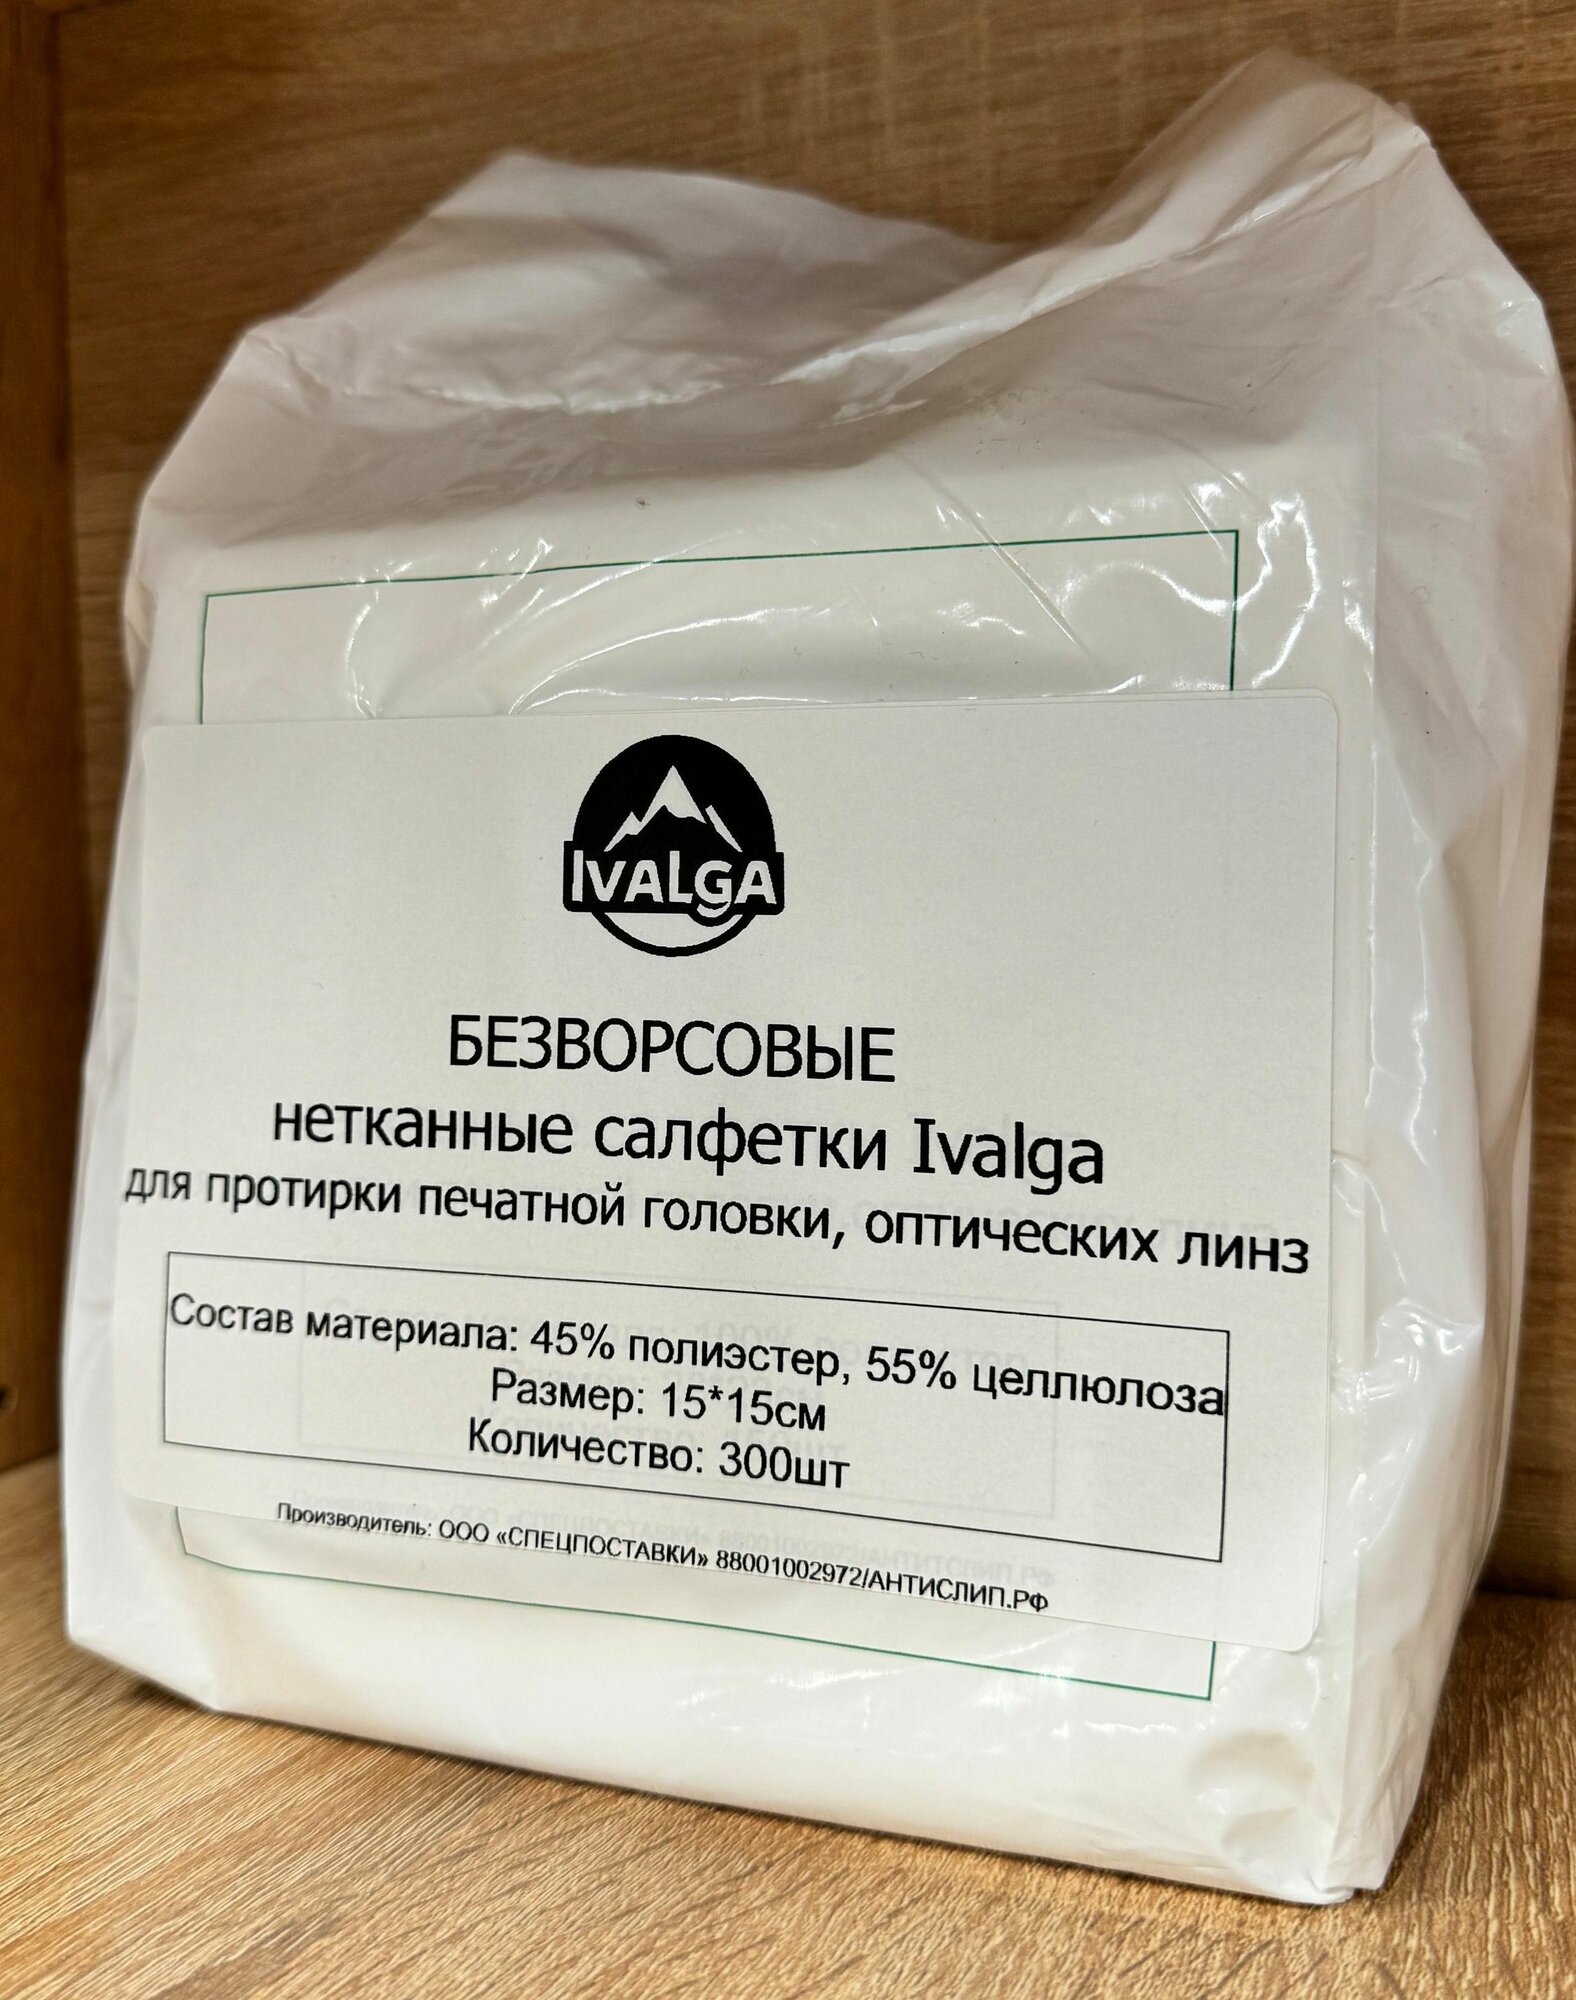 IVALGA
БЕЗВОРСОВЫЕ
нетканные салфетки Ivalga
для протирки печатной головки, оптических линз
Состав материала: 45% полиэстер, 55% целлюлоза
Размер: 15*15см
Количество: 300шт
Производитель: ООО «СПЕЦПОСТАВКИ» 88001002972/АНТИСЛИП.РФ